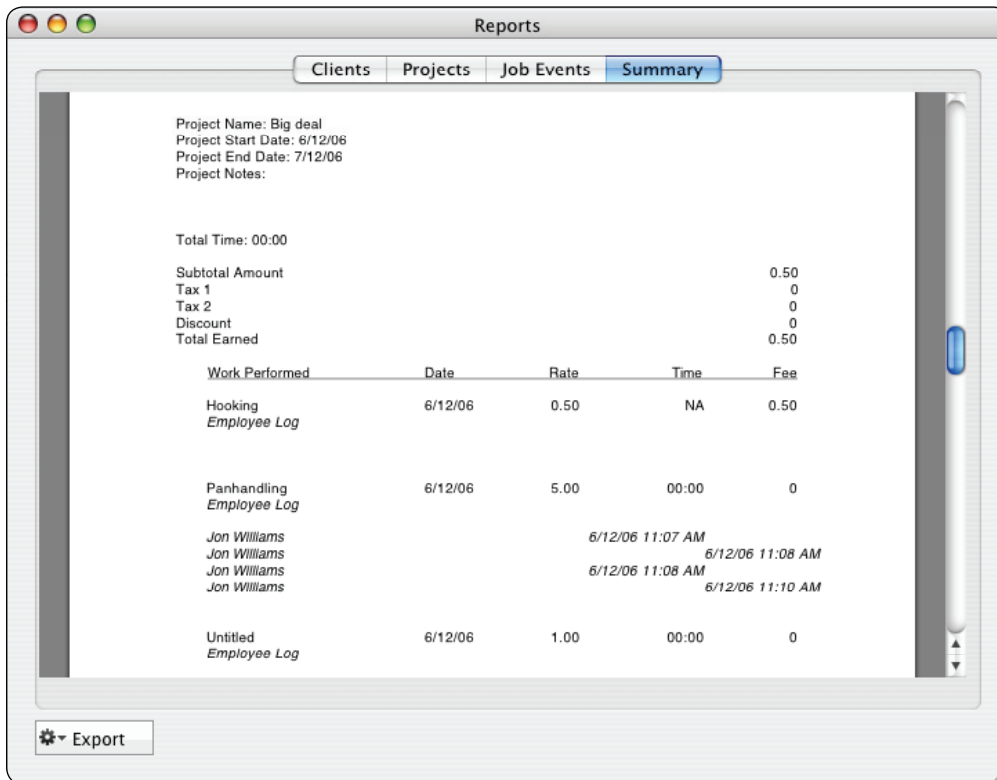 Reports
Clients Projects Job Events Summary
Project Name: Big deal
Project Start Date: 6/12/06
Project End Date: 7/12/06
Project Notes:
Total Time: 00:00
Subtotal Amount 0.50
Tax 1 0
Tax 2 0
Discount 0
Total Earned 0.50
Work Performed Date Rate Time Fee
Hooking 6/12/06 0.50 NA 0.50
Employee Log
Panhandling 6/12/06 5.00 00:00 0
Employee Log
Jon Williams 6/12/06 11:07 AM
Jon Williams 6/12/06 11:08 AM
Jon Williams 6/12/06 11:08 AM
Jon Williams 6/12/06 11:10 AM
Untitled 6/12/06 1.00 00:00 0
Employee Log
Export